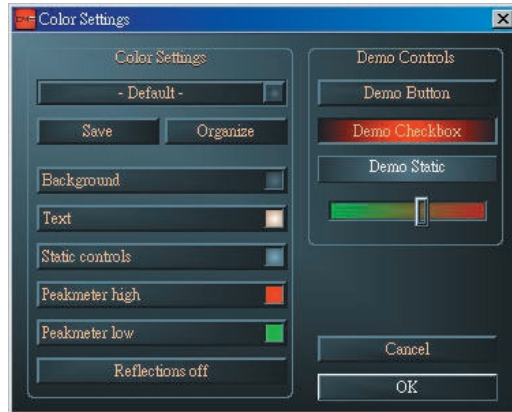 Color Settings
Color Settings
- Default -
Save
Organize
Background
Text
Static controls
Peakmeter high
Peakmeter low
Reflections off
Demo Controls
Demo Button
Demo Checkbox
Demo Static
Cancel
OK